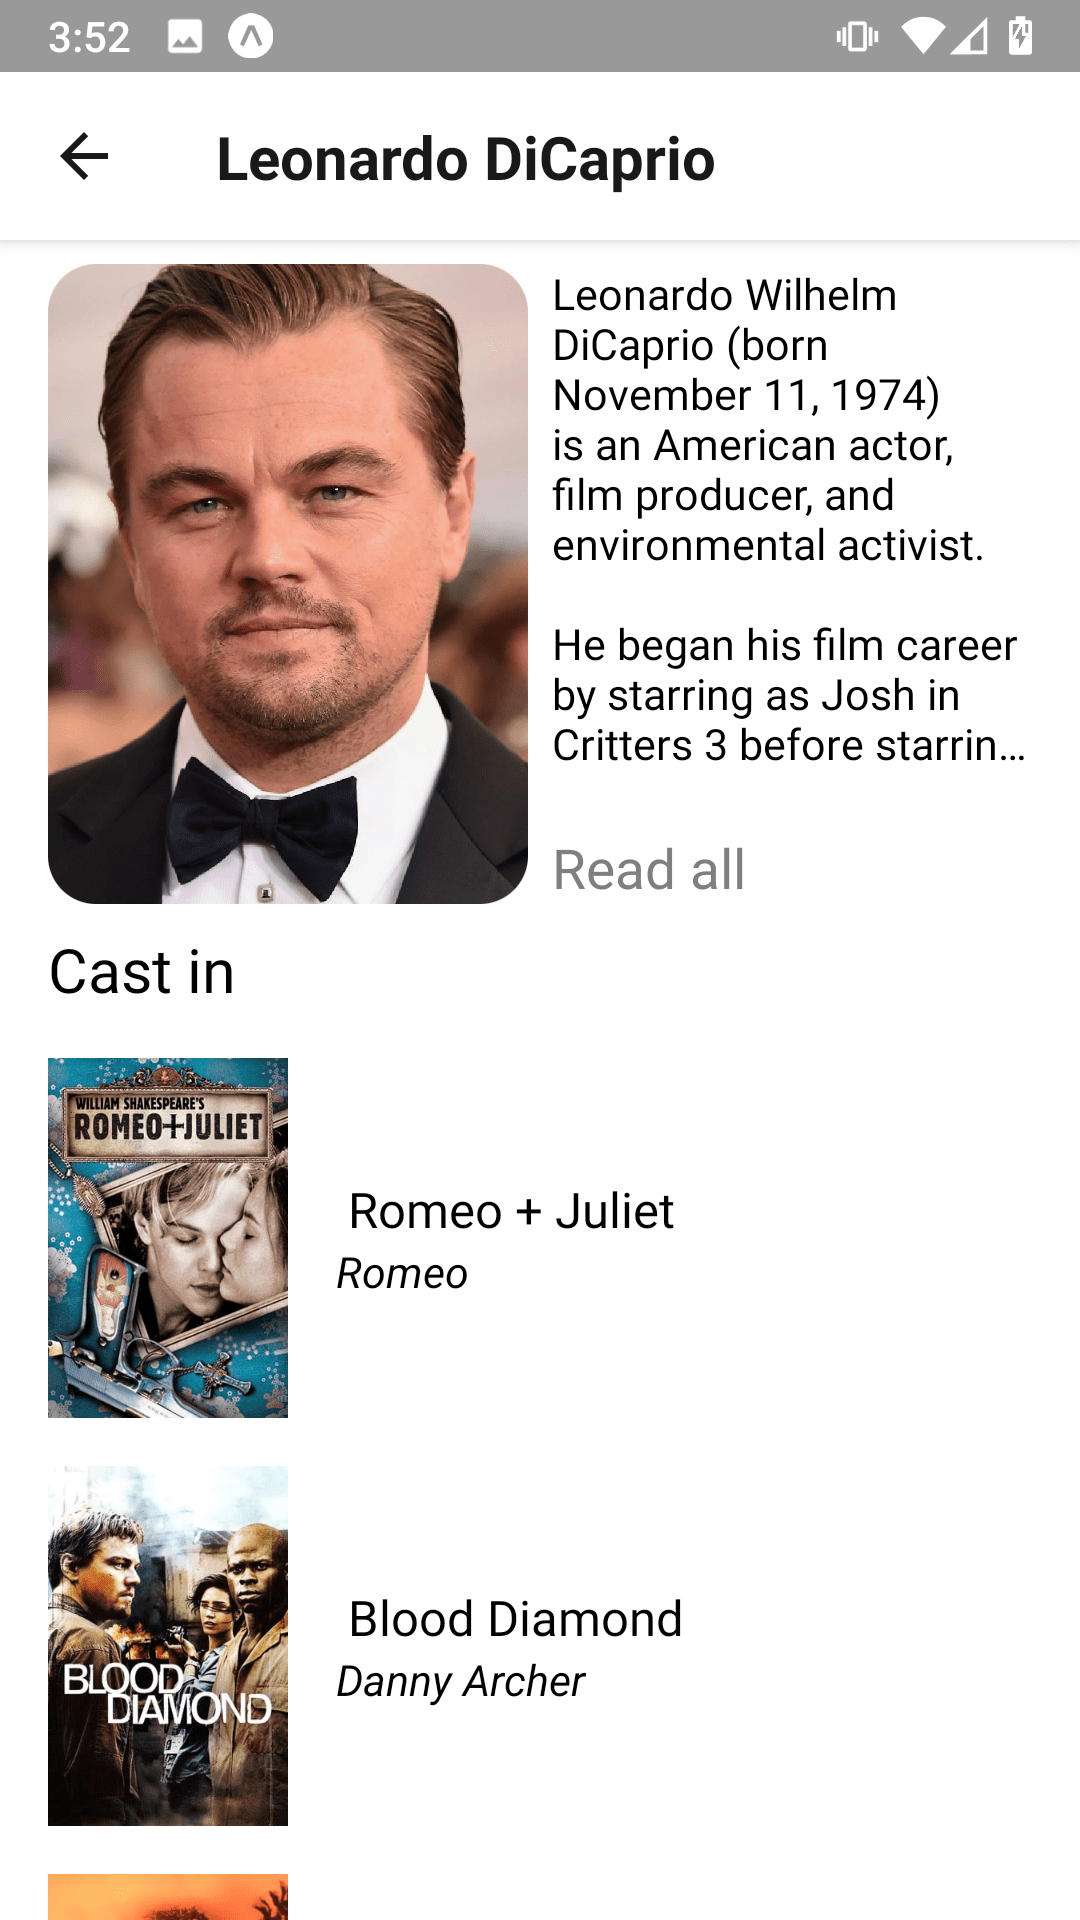 3:52
Leonardo DiCaprio
Leonardo Wilhelm
DiCaprio (born
November 11, 1974)
is an American actor,
film producer, and
environmental activist.
He began his film career
by starring as Josh in
Critters 3 before starrin...
Read all
Cast in
WILLIAM SHAKESPEARE'S
ROMEO+JULIET
Romeo + Juliet
Romeo
BLOOD
DIAMOND
Blood Diamond
Danny Archer